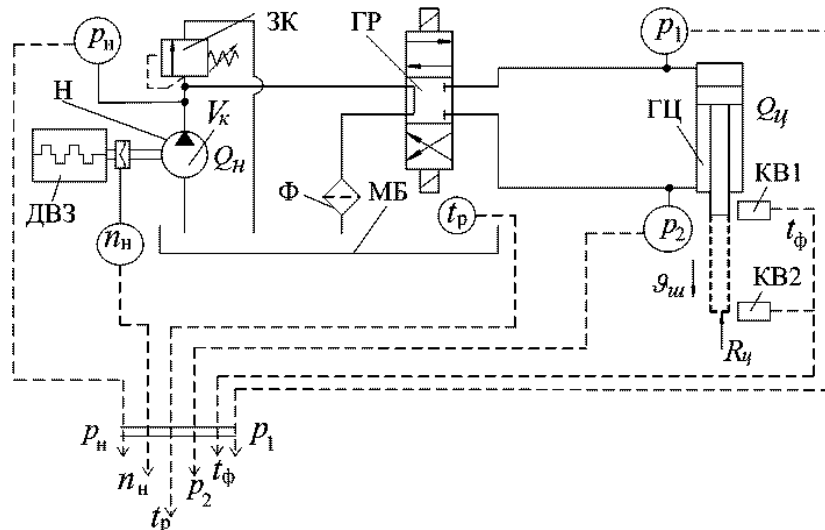 ЗК
ГР
pн
p1
Н
Vк
Qн
ГЦ
Qц
ДВЗ
Ф
МБ
tр
p2
КВ1
tф
nн
ϑш
КВ2
Rц
pн
p1
nн
p2
tф
tр